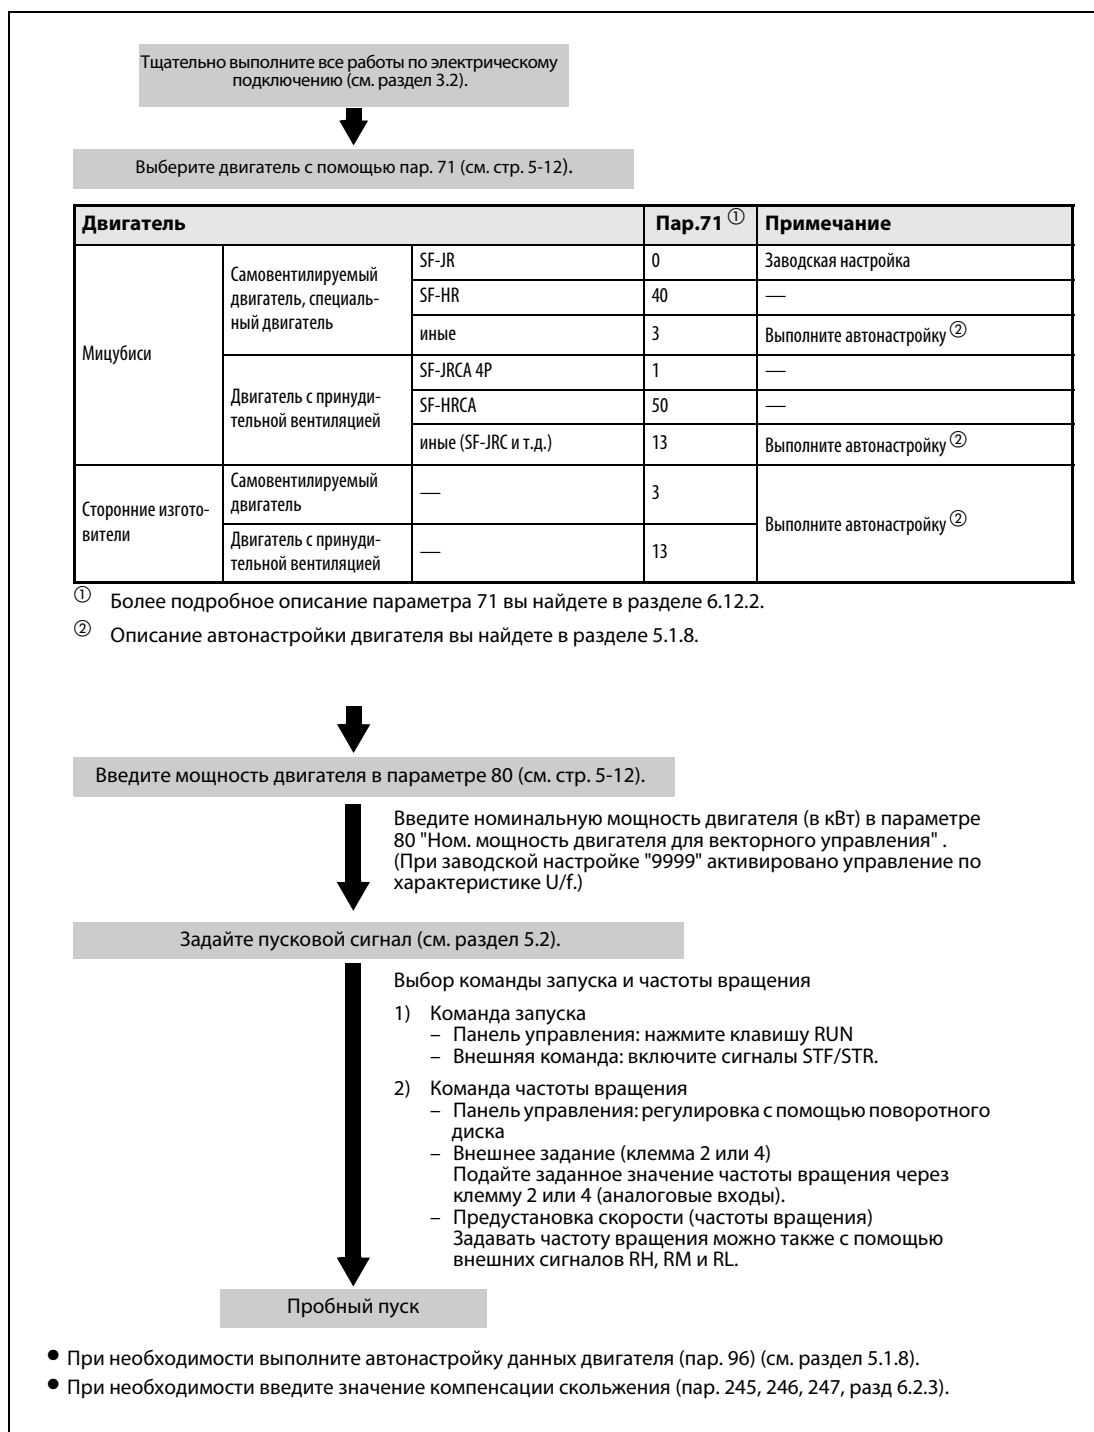 Тщательно выполните все работы по электрическому
подключению (см. раздел 3.2).
Выберите двигатель с помощью пар. 71 (см. стр. 5-12).
Двигатель Пар.71 ① Примечание
Мицубиси
Самовентилируемый
двигатель, специаль-
ный двигатель
SF-JR 0 Заводская настройка
SF-HR 40 —
иные 3 Выполните автонастройку ②
Двигатель с принуди-
тельной вентиляцией
SF-JRCA 4P 1 —
SF-HRCA 50 —
иные (SF-JRC и т.д.) 13 Выполните автонастройку ②
Сторонние изгото-
вители
Самовентилируемый
двигатель
— 3
Выполните автонастройку ②
Двигатель с принуди-
тельной вентиляцией
— 13
① Более подробное описание параметра 71 вы найдете в разделе 6.12.2.
② Описание автонастройки двигателя вы найдете в разделе 5.1.8.
Введите мощность двигателя в параметре 80 (см. стр. 5-12).
Введите номинальную мощность двигателя (в кВт) в параметре
80 "Ном. мощность двигателя для векторного управления" .
(При заводской настройке "9999" активировано управление по
характеристике U/f.)
Задайте пусковой сигнал (см. раздел 5.2).
Выбор команды запуска и частоты вращения
1) Команда запуска
– Панель управления: нажмите клавишу RUN
– Внешняя команда: включите сигналы STF/STR.
2) Команда частоты вращения
– Панель управления: регулировка с помощью поворотного
диска
– Внешнее задание (клемма 2 или 4)
Подайте заданное значение частоты вращения через
клемму 2 или 4 (аналоговые входы).
– Предустановка скорости (частоты вращения)
Задавать частоту вращения можно также с помощью
внешних сигналов RH, RM и RL.
Пробный пуск
● При необходимости выполните автонастройку данных двигателя (пар. 96) (см. раздел 5.1.8).
● При необходимости введите значение компенсации скольжения (пар. 245, 246, 247, разд 6.2.3).